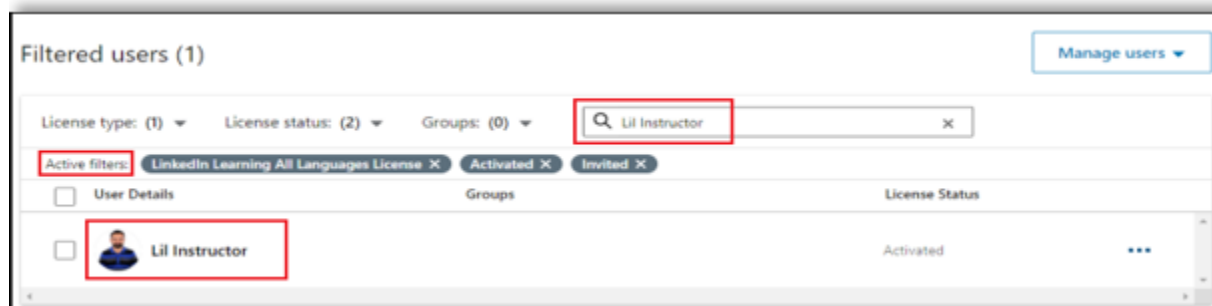 Filtered users (1)
Manage users
License type: (1) License status: (2) Groups: (0) Lil Instructor
Active filters: LinkedIn Learning All Languages License Activated Invited
User Details Groups License Status
Lil Instructor Activated